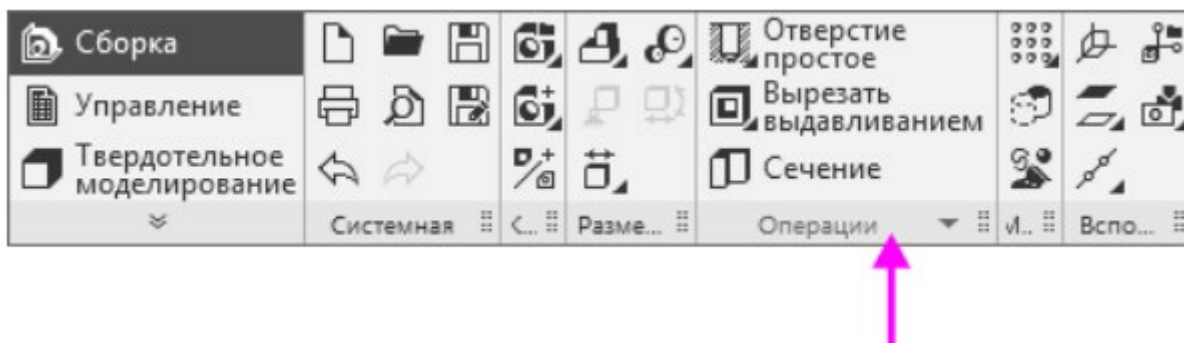 Сборка
Управление
Твердотельное
моделирование
Системная
С...
Разме...
Отверстие
простое
Вырезать
выдавливанием
Сечение
Операции
И...
Вспо...